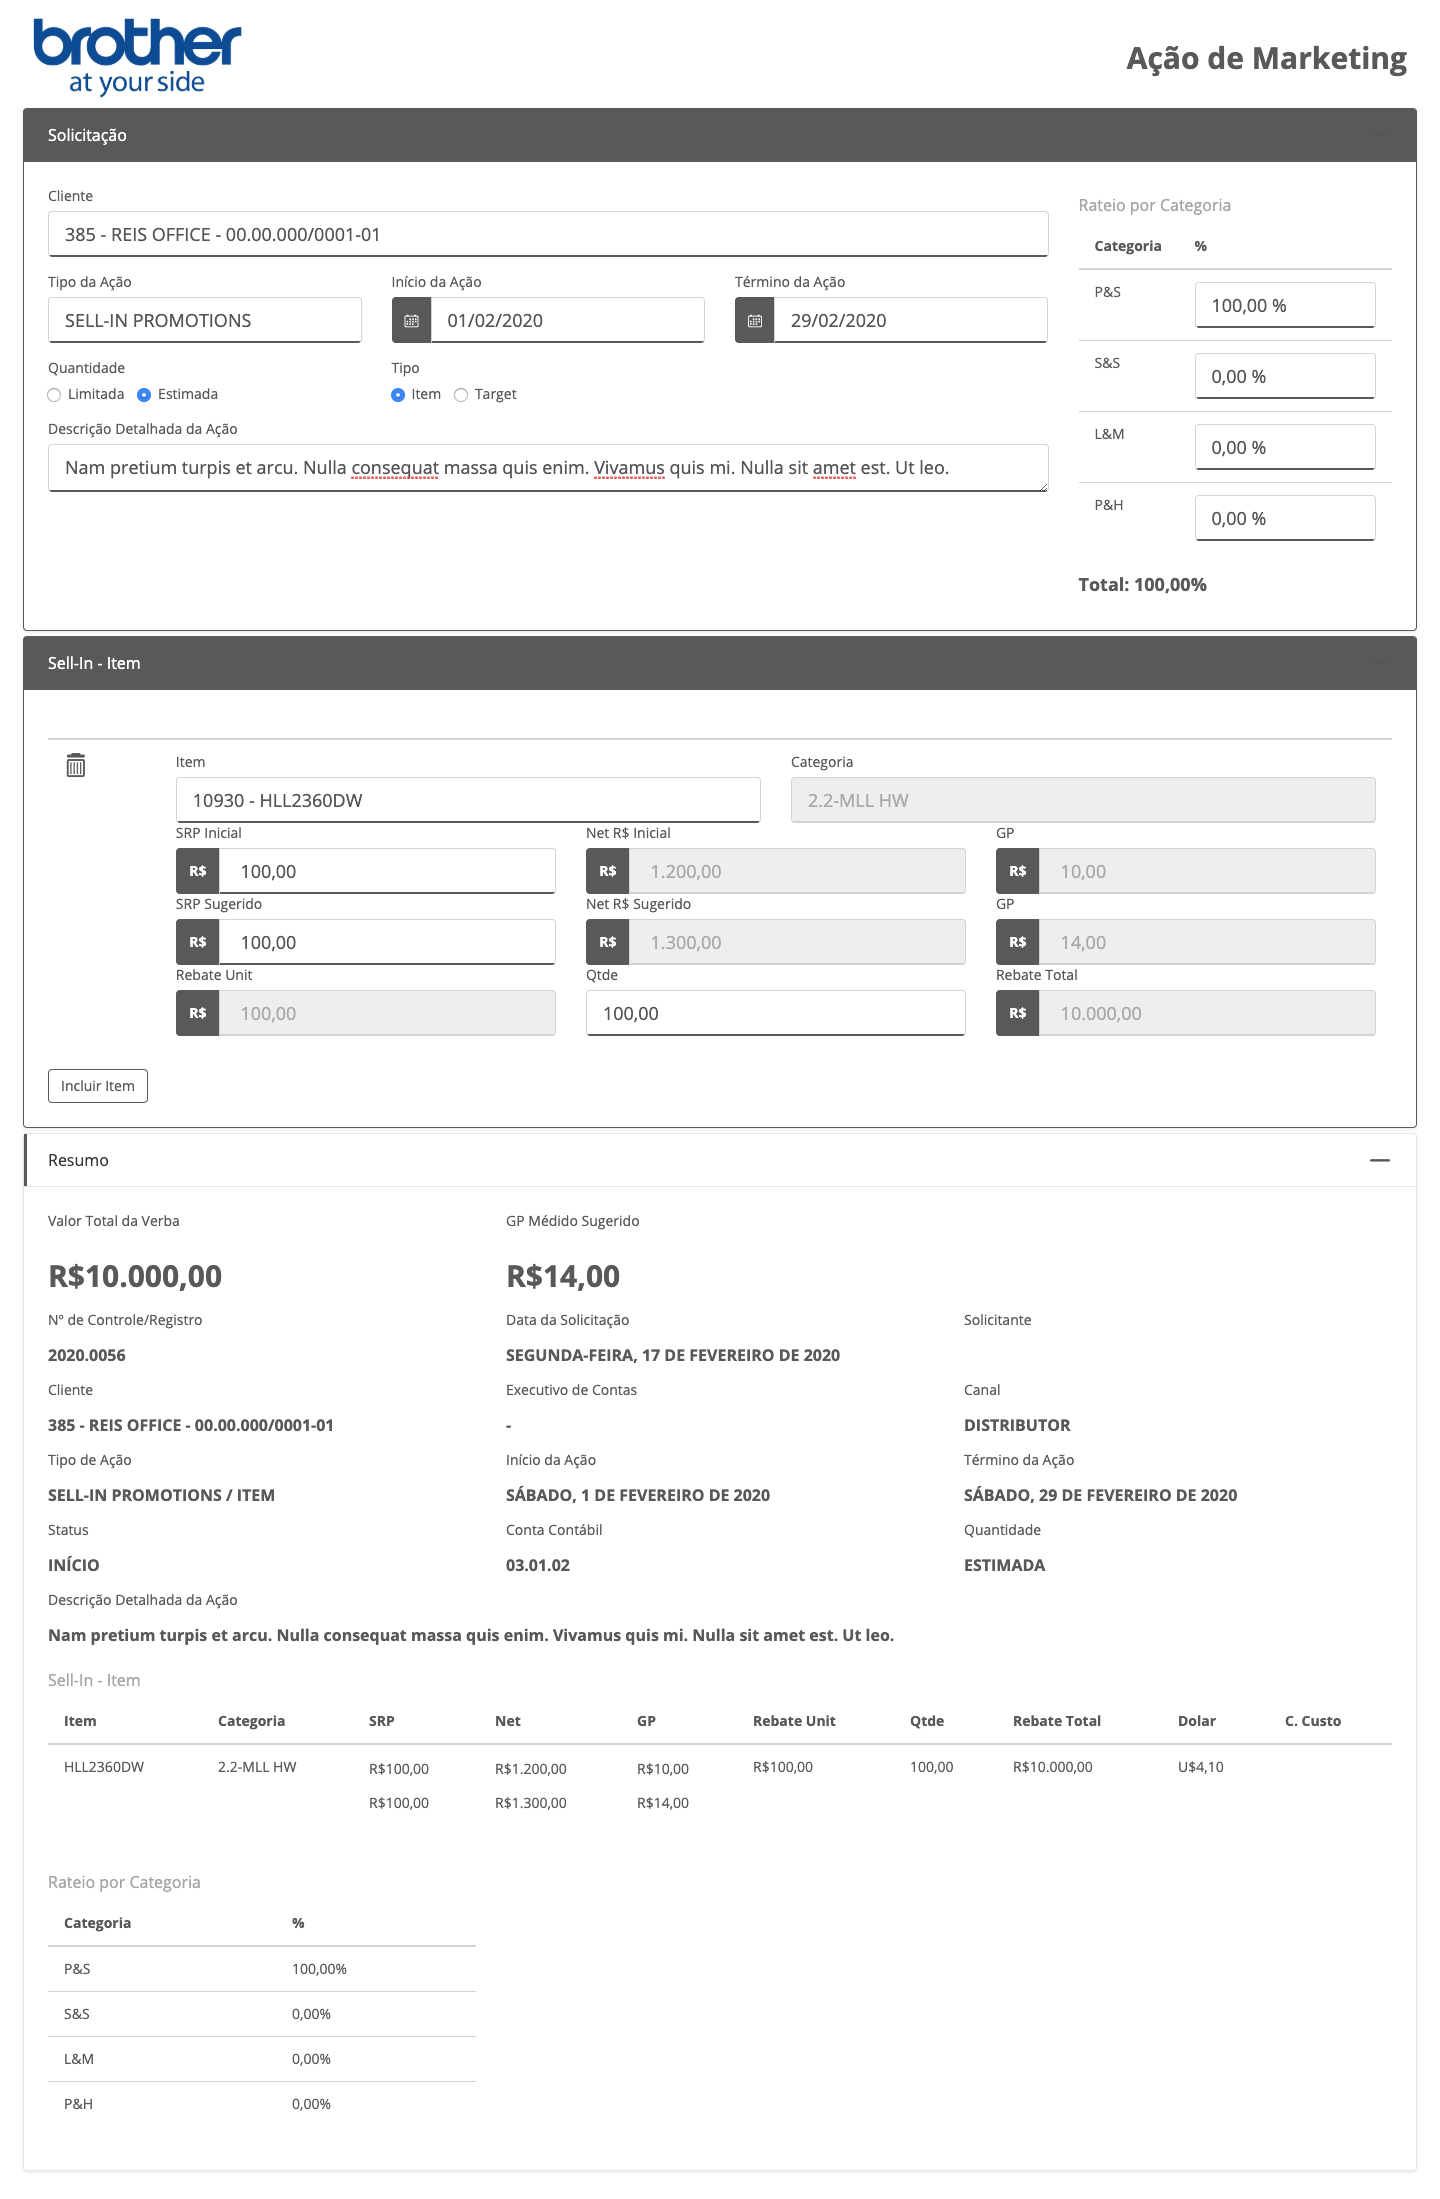 brother
at your side
Ação de Marketing
Solicitação
Cliente
385 - REIS OFFICE - 00.00.000/0001-01
Tipo da Ação Início da Ação Término da Ação
SELL-IN PROMOTIONS 01/02/2020 29/02/2020
Quantidade Tipo
Limitada Estimada Item Target
Descrição Detalhada da Ação
Nam pretium turpis et arcu. Nulla consequat massa quis enim. Vivamus quis mi. Nulla sit amet est. Ut leo.
Rateio por Categoria
Categoria %
P&S 100,00 %
S&S 0,00 %
L&M 0,00 %
P&H 0,00 %
Total: 100,00%
Sell-In - Item
Item Categoria
10930 - HLL2360DW 2.2-MLL HW
SRP Inicial Net R$ Inicial GP
R$ 100,00 R$ 1.200,00 R$ 10,00
SRP Sugerido Net R$ Sugerido GP
R$ 100,00 R$ 1.300,00 R$ 14,00
Rebate Unit Qtde Rebate Total
R$ 100,00 100,00 R$ 10.000,00
Incluir Item
Resumo
Valor Total da Verba GP Médido Sugerido
R$10.000,00 R$14,00
Nº de Controle/Registro Data da Solicitação Solicitante
2020.0056 SEGUNDA-FEIRA, 17 DE FEVEREIRO DE 2020
Cliente Executivo de Contas Canal
385 - REIS OFFICE - 00.00.000/0001-01 - DISTRIBUTOR
Tipo de Ação Início da Ação Término da Ação
SELL-IN PROMOTIONS / ITEM SÁBADO, 1 DE FEVEREIRO DE 2020 SÁBADO, 29 DE FEVEREIRO DE 2020
Status Conta Contábil Quantidade
INÍCIO 03.01.02 ESTIMADA
Descrição Detalhada da Ação
Nam pretium turpis et arcu. Nulla consequat massa quis enim. Vivamus quis mi. Nulla sit amet est. Ut leo.
Sell-In - Item
Item Categoria SRP Net GP Rebate Unit Qtde Rebate Total Dolar C. Custo
HLL2360DW 2.2-MLL HW R$100,00 R$1.200,00 R$10,00 R$100,00 100,00 R$10.000,00 U$4,10
R$100,00 R$1.300,00 R$14,00
Rateio por Categoria
Categoria %
P&S 100,00%
S&S 0,00%
L&M 0,00%
P&H 0,00%